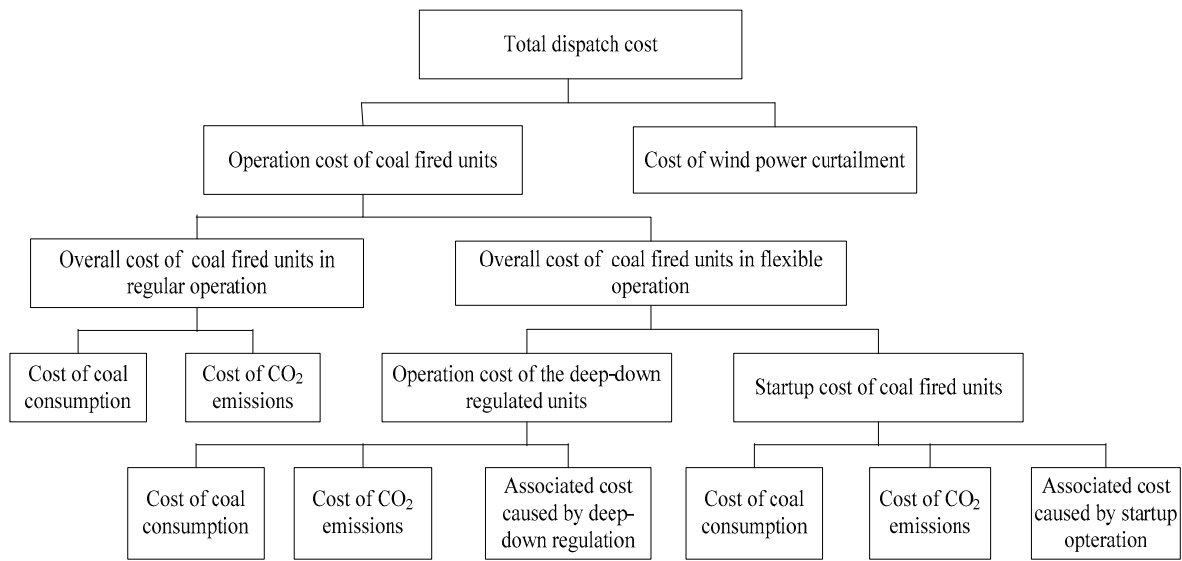 Total dispatch cost
Operation cost of coal fired units
Cost of wind power curtailment
Overall cost of coal fired units in
regular operation
Overall cost of coal fired units in flexible
operation
Cost of coal
consumption
Cost of CO₂
emissions
Operation cost of the deep-down
regulated units
Startup cost of coal fired units
Cost of coal
consumption
Cost of CO₂
emissions
Associated cost
caused by deep-
down regulation
Cost of coal
consumption
Cost of CO₂
emissions
Associated cost
caused by startup
opteration